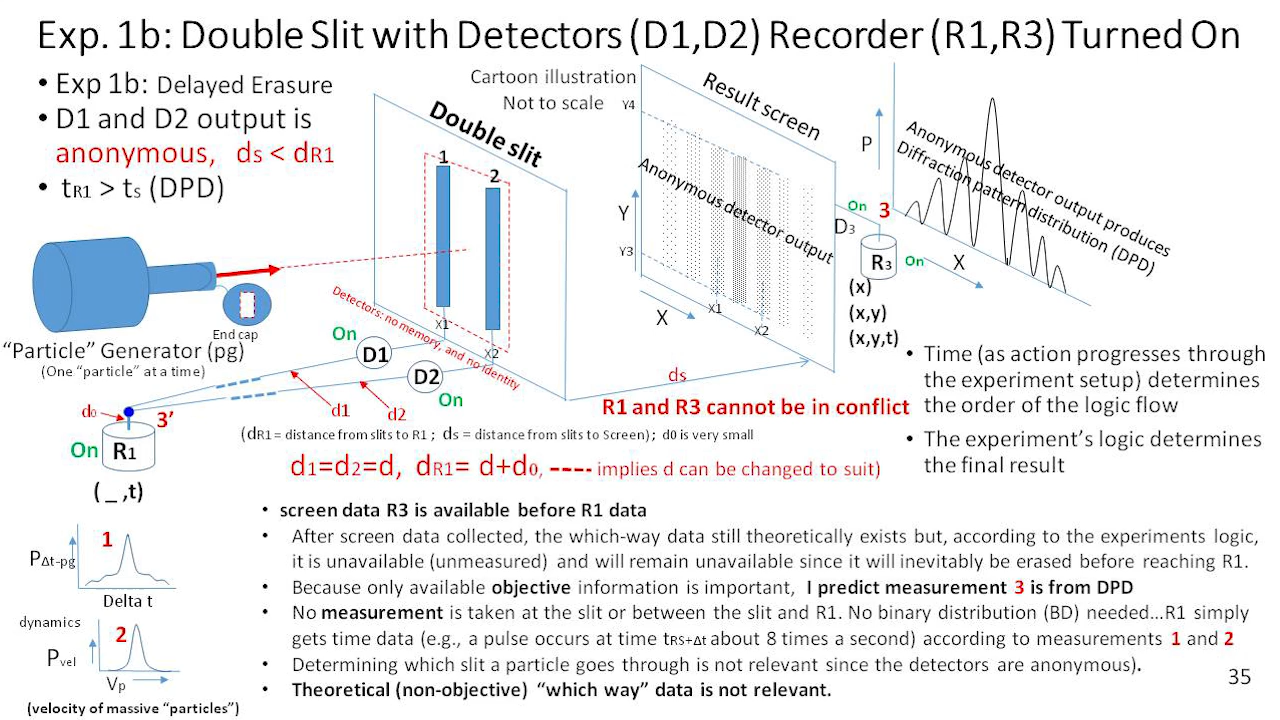 Exp. 1b: Double Slit with Detectors (D1,D2) Recorder (R1,R3) Turned On
• Exp 1b: Delayed Erasure
• D1 and D2 output is
anonymous, ds < dR1
• tR1 > ts (DPD)
Cartoon illustration
Not to scale
Y4
Result screen
Double slit
1
2
Anonymous detector output
Y
Y3
X
X1
X2
P
Anonymous detector output produces
Diffraction pattern distribution (DPD)
On
3
D3
R3
On
X
(x)
(x,y)
(x,y,t)
End cap
"Particle" Generator (pg)
(One "particle" at a time)
Detectors: no memory, and no Identity
X1
X2
On
D1
D2
On
d0
3’
d1
d2
ds
On
R1
( _ ,t)
R1 and R3 cannot be in conflict
(dR1 = distance from slits to R1 ; ds = distance from slits to Screen) ; d0 is very small
d1=d2=d, dR1= d+d0, ---- implies d can be changed to suit)
• Time (as action progresses through
the experiment setup) determines
the order of the logic flow
• The experiment’s logic determines
the final result
• screen data R3 is available before R1 data
• After screen data collected, the which-way data still theoretically exists but, according to the experiments logic,
it is unavailable (unmeasured) and will remain unavailable since it will inevitably be erased before reaching R1.
• Because only available objective information is important, I predict measurement 3 is from DPD
• No measurement is taken at the slit or between the slit and R1. No binary distribution (BD) needed...R1 simply
gets time data (e.g., a pulse occurs at time tRS+Δt about 8 times a second) according to measurements 1 and 2
• Determining which slit a particle goes through is not relevant since the detectors are anonymous).
• Theoretical (non-objective) “which way” data is not relevant.
1
PΔt-pg
Delta t
dynamics
2
Pvel
Vp
(velocity of massive “particles”)
35